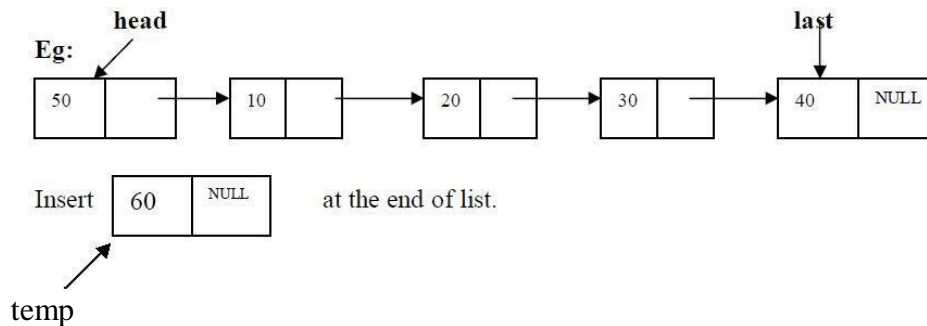 head last
Eg:
50 10 20 30 40 NULL
Insert 60 NULL at the end of list.
temp